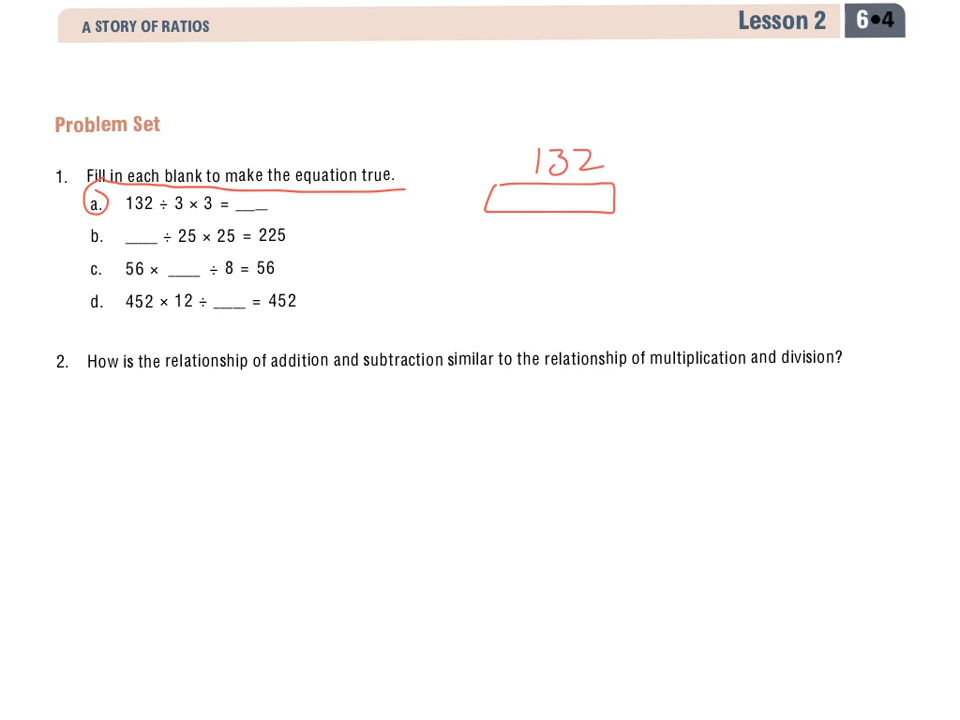 A STORY OF RATIOS
Lesson 2
6•4
Problem Set
132
1. Fill in each blank to make the equation true.
a. 132 ÷ 3 × 3 = ____
b. ____ ÷ 25 × 25 = 225
c. 56 × ____ ÷ 8 = 56
d. 452 × 12 ÷ ____ = 452
2. How is the relationship of addition and subtraction similar to the relationship of multiplication and division?